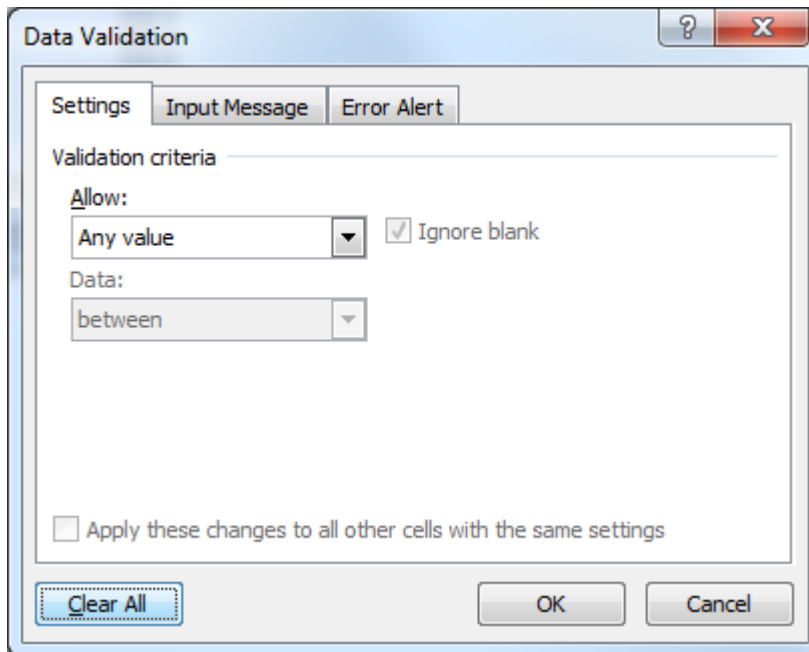 Data Validation
Settings
Input Message
Error Alert
Validation criteria
Allow:
Any value
Ignore blank
Data:
between
Apply these changes to all other cells with the same settings
Clear All
OK
Cancel